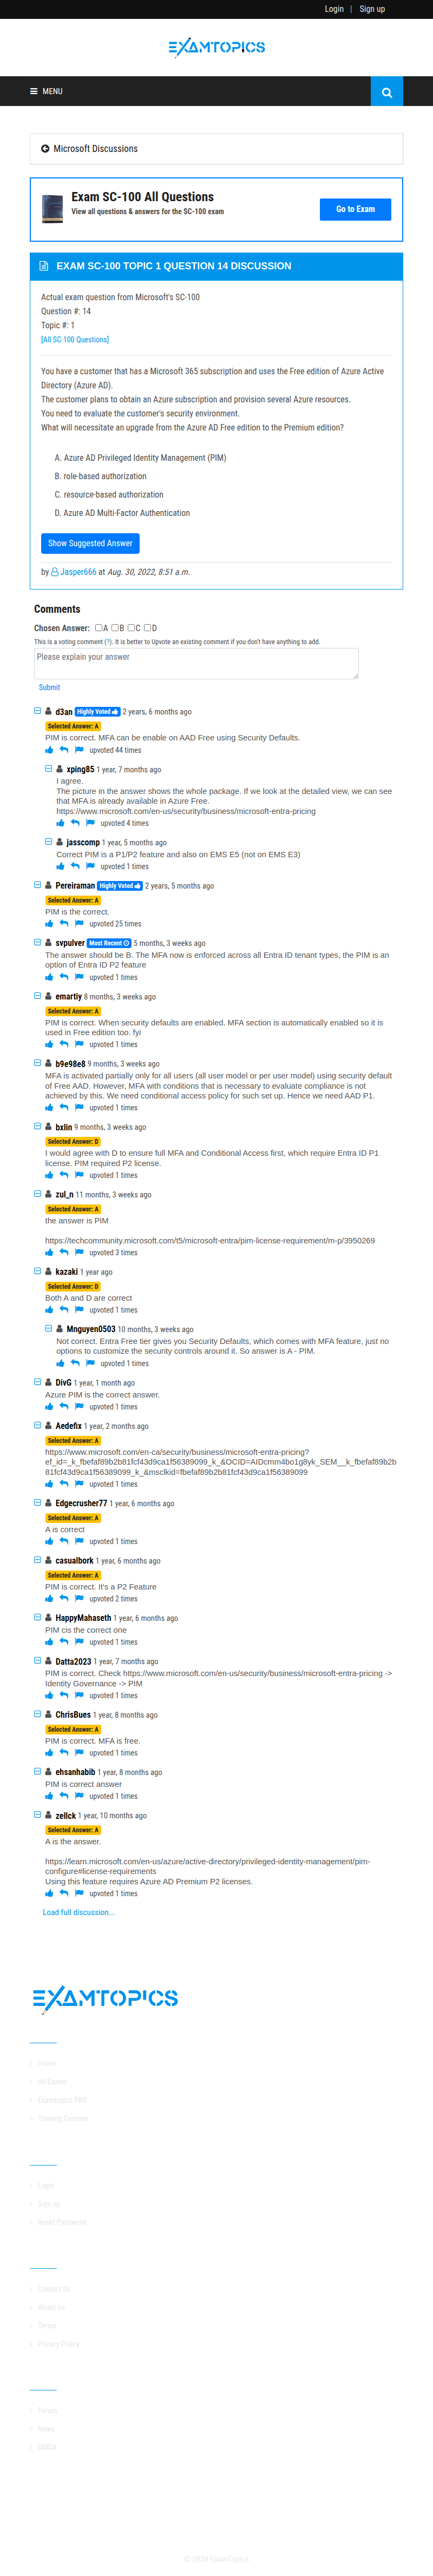 Login | Sign up
EXAMTOPICS
MENU
Microsoft Discussions
Exam SC-100 All Questions
View all questions & answers for the SC-100 exam
Go to Exam
EXAM SC-100 TOPIC 1 QUESTION 14 DISCUSSION
Actual exam question from Microsoft's SC-100
Question #: 14
Topic #: 1
[All SC-100 Questions]
You have a customer that has a Microsoft 365 subscription and uses the Free edition of Azure Active
Directory (Azure AD).
The customer plans to obtain an Azure subscription and provision several Azure resources.
You need to evaluate the customer's security environment.
What will necessitate an upgrade from the Azure AD Free edition to the Premium edition?
A. Azure AD Privileged Identity Management (PIM)
B. role-based authorization
C. resource-based authorization
D. Azure AD Multi-Factor Authentication
Show Suggested Answer
by Jasper666 at Aug. 30, 2022, 8:51 a.m.
Comments
Chosen Answer: A B C D
This is a voting comment (?). It is better to Upvote an existing comment if you don't have anything to add.
Please explain your answer
Submit
d3an Highly Voted 2 years, 6 months ago
Selected Answer: A
PIM is correct. MFA can be enable on AAD Free using Security Defaults.
upvoted 44 times
xping85 1 year, 7 months ago
I agree.
The picture in the answer shows the whole package. If we look at the detailed view, we can see
that MFA is already available in Azure Free.
https://www.microsoft.com/en-us/security/business/microsoft-entra-pricing
upvoted 4 times
jasscomp 1 year, 5 months ago
Correct PIM is a P1/P2 feature and also on EMS E5 (not on EMS E3)
upvoted 1 times
Pereiraman Highly Voted 2 years, 5 months ago
Selected Answer: A
PIM is the correct.
upvoted 25 times
svpulver Most Recent 5 months, 3 weeks ago
The answer should be B. The MFA now is enforced across all Entra ID tenant types, the PIM is an
option of Entra ID P2 feature
upvoted 1 times
emartiy 8 months, 3 weeks ago
Selected Answer: A
PIM is correct. When security defaults are enabled. MFA section is automatically enabled so it is
used in Free edition too. fyi
upvoted 1 times
b9e98e8 9 months, 3 weeks ago
MFA is activated partially only for all users (all user model or per user model) using security default
of Free AAD. However, MFA with conditions that is necessary to evaluate compliance is not
achieved by this. We need conditional access policy for such set up. Hence we need AAD P1.
upvoted 1 times
bxlin 9 months, 3 weeks ago
Selected Answer: D
I would agree with D to ensure full MFA and Conditional Access first, which require Entra ID P1
license. PIM required P2 license.
upvoted 1 times
zul_n 11 months, 3 weeks ago
Selected Answer: A
the answer is PIM
https://techcommunity.microsoft.com/t5/microsoft-entra/pim-license-requirement/m-p/3950269
upvoted 3 times
kazaki 1 year ago
Selected Answer: D
Both A and D are correct
upvoted 1 times
Mnguyen0503 10 months, 3 weeks ago
Not correct. Entra Free tier gives you Security Defaults, which comes with MFA feature, just no
options to customize the security controls around it. So answer is A - PIM.
upvoted 1 times
DivG 1 year, 1 month ago
Azure PIM is the correct answer.
upvoted 1 times
Aedefix 1 year, 2 months ago
Selected Answer: A
https://www.microsoft.com/en-ca/security/business/microsoft-entra-pricing?
ef_id=_k_fbefaf89b2b81fcf43d9ca1f56389099_k_&OCID=AIDcmm4bo1g8yk_SEM__k_fbefaf89b2b
81fcf43d9ca1f56389099_k_&msclkid=fbefaf89b2b81fcf43d9ca1f56389099
upvoted 1 times
Edgecrusher77 1 year, 6 months ago
Selected Answer: A
A is correct
upvoted 1 times
casualbork 1 year, 6 months ago
Selected Answer: A
PIM is correct. It's a P2 Feature
upvoted 2 times
HappyMahaseth 1 year, 6 months ago
PIM cis the correct one
upvoted 1 times
Datta2023 1 year, 7 months ago
PIM is correct. Check https://www.microsoft.com/en-us/security/business/microsoft-entra-pricing ->
Identity Governance -> PIM
upvoted 1 times
ChrisBues 1 year, 8 months ago
Selected Answer: A
PIM is correct. MFA is free.
upvoted 1 times
ehsanhabib 1 year, 8 months ago
PIM is correct answer
upvoted 1 times
zellck 1 year, 10 months ago
Selected Answer: A
A is the answer.
https://learn.microsoft.com/en-us/azure/active-directory/privileged-identity-management/pim-
configure#license-requirements
Using this feature requires Azure AD Premium P2 licenses.
upvoted 1 times
Load full discussion...
EXAMTOPICS
Home
All Exams
Examtopics PRO
Training Courses
Login
Sign up
Reset Password
Contact Us
About Us
Terms
Privacy Policy
Forum
News
DMCA
© 2024 ExamTopics